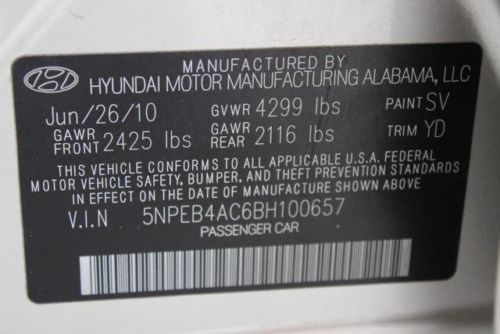 MANUFACTURED BY
HYUNDAI MOTOR MANUFACTURING ALABAMA, LLC
Jun/26/10 GVWR 4299 lbs PAINT SV
GAWR FRONT 2425 lbs GAWR REAR 2116 lbs TRIM YD
THIS VEHICLE CONFORMS TO ALL APPLICABLE U.S.A. FEDERAL
MOTOR VEHICLE SAFETY, BUMPER, AND THEFT PREVENTION STANDARDS
IN EFFECT ON THE DATE OF MANUFACTURE SHOWN ABOVE.
V.I.N 5NPEB4AC6BH100657
PASSENGER CAR